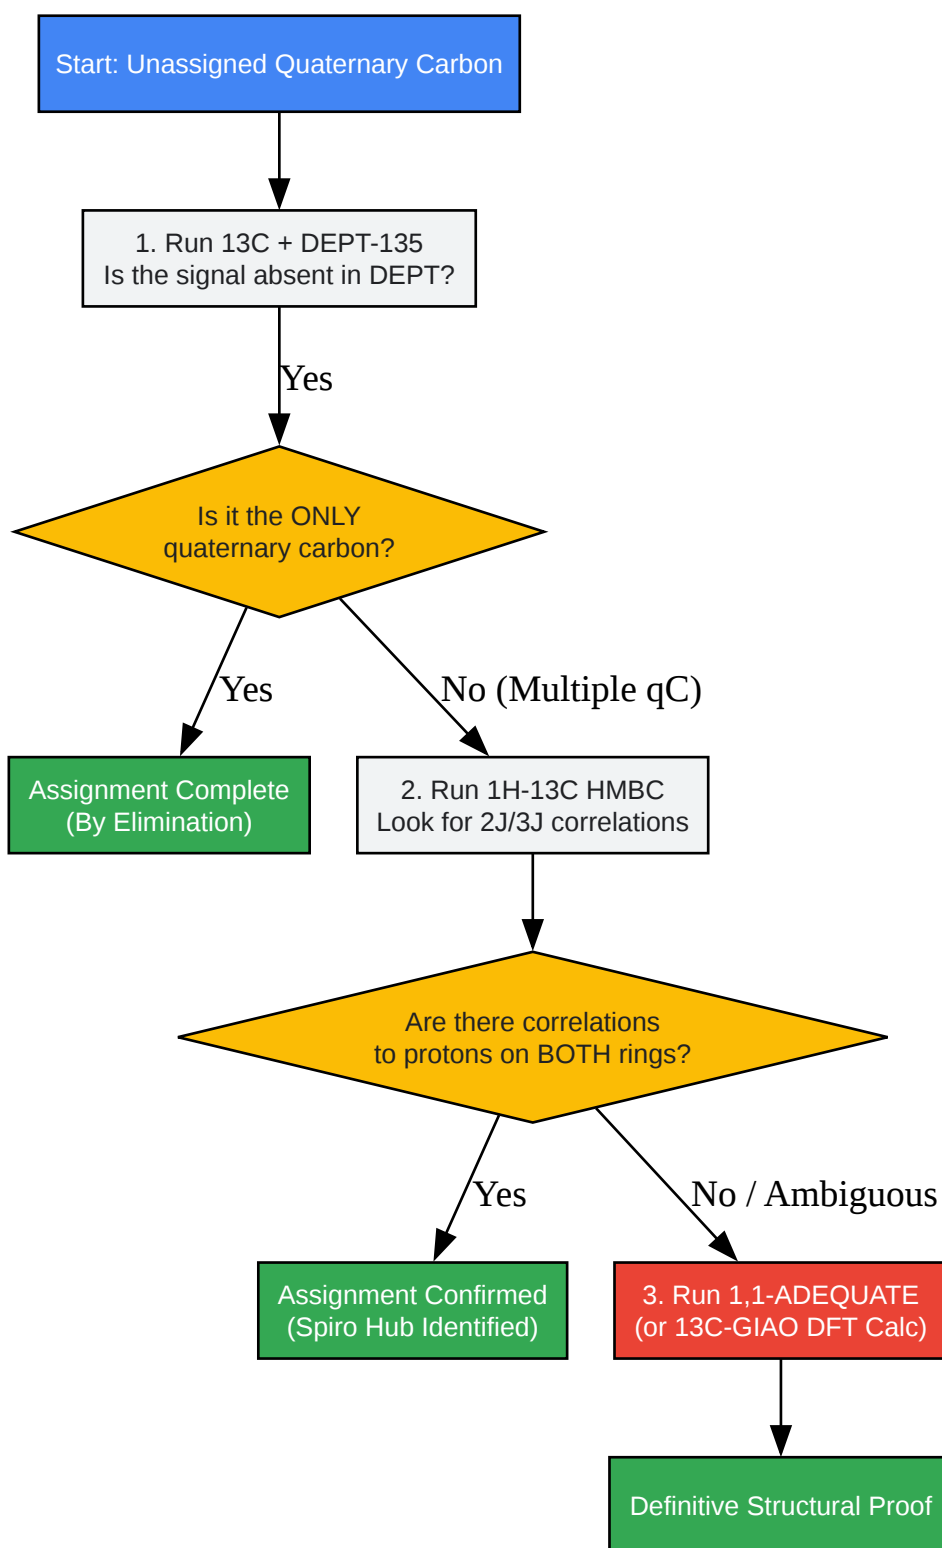 Start: Unassigned Quaternary Carbon
1. Run 13C + DEPT-135
Is the signal absent in DEPT?
Yes
Is it the ONLY
quaternary carbon?
Yes
No (Multiple qC)
Assignment Complete
(By Elimination)
2. Run 1H-13C HMBC
Look for 2J/3J correlations
Are there correlations
to protons on BOTH rings?
Yes
No / Ambiguous
Assignment Confirmed
(Spiro Hub Identified)
3. Run 1,1-ADEQUATE
(or 13C-GIAO DFT Calc)
Definitive Structural Proof